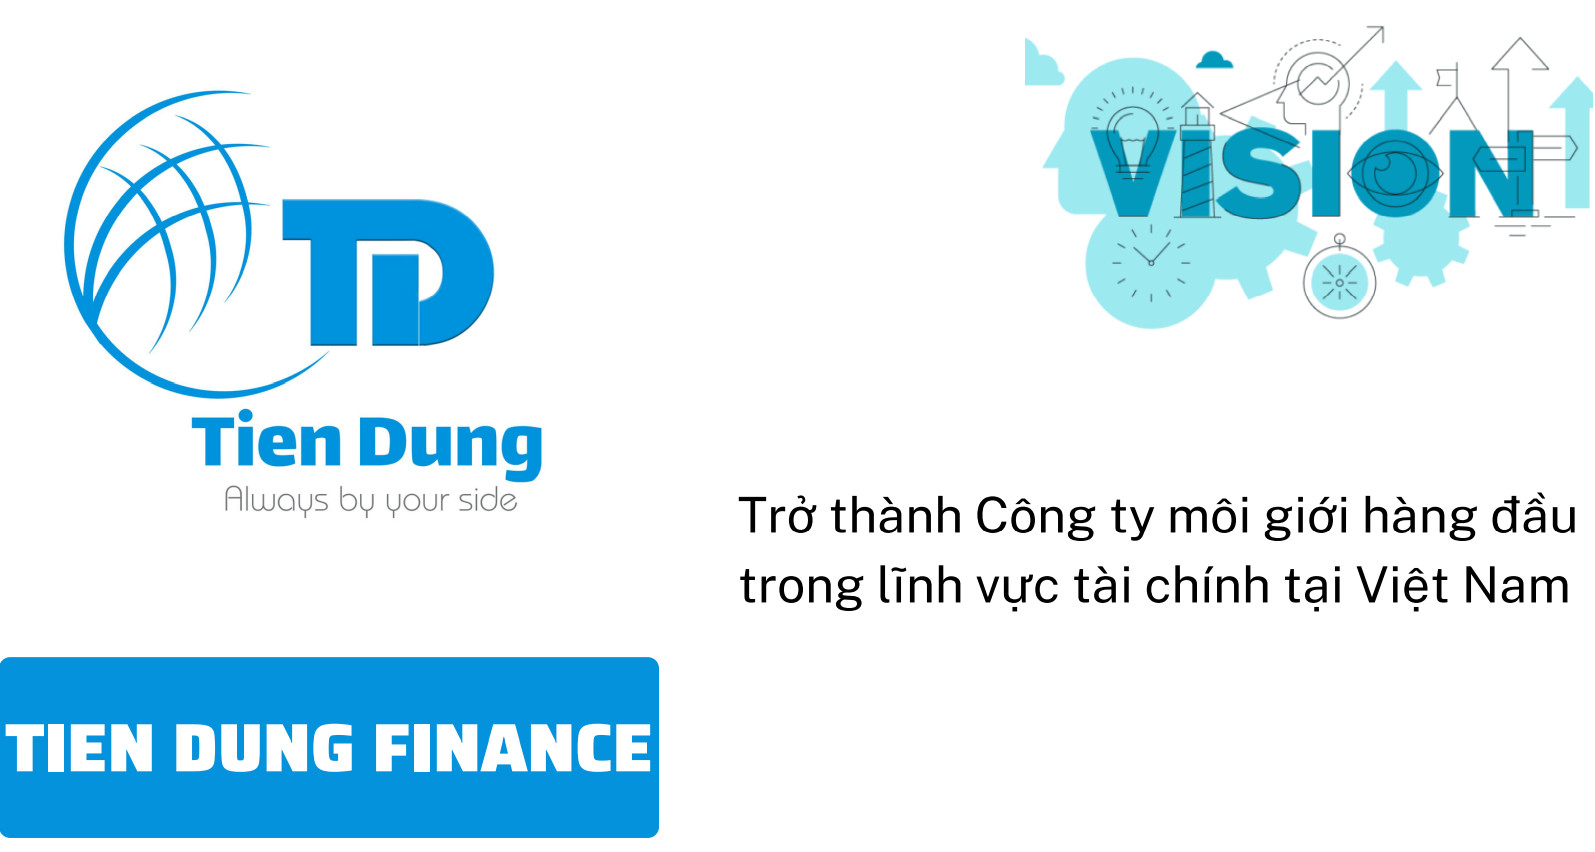 TD
Tien Dung
Always by your side
TIEN DUNG FINANCE
VISION
Trở thành Công ty môi giới hàng đầu
trong lĩnh vực tài chính tại Việt Nam